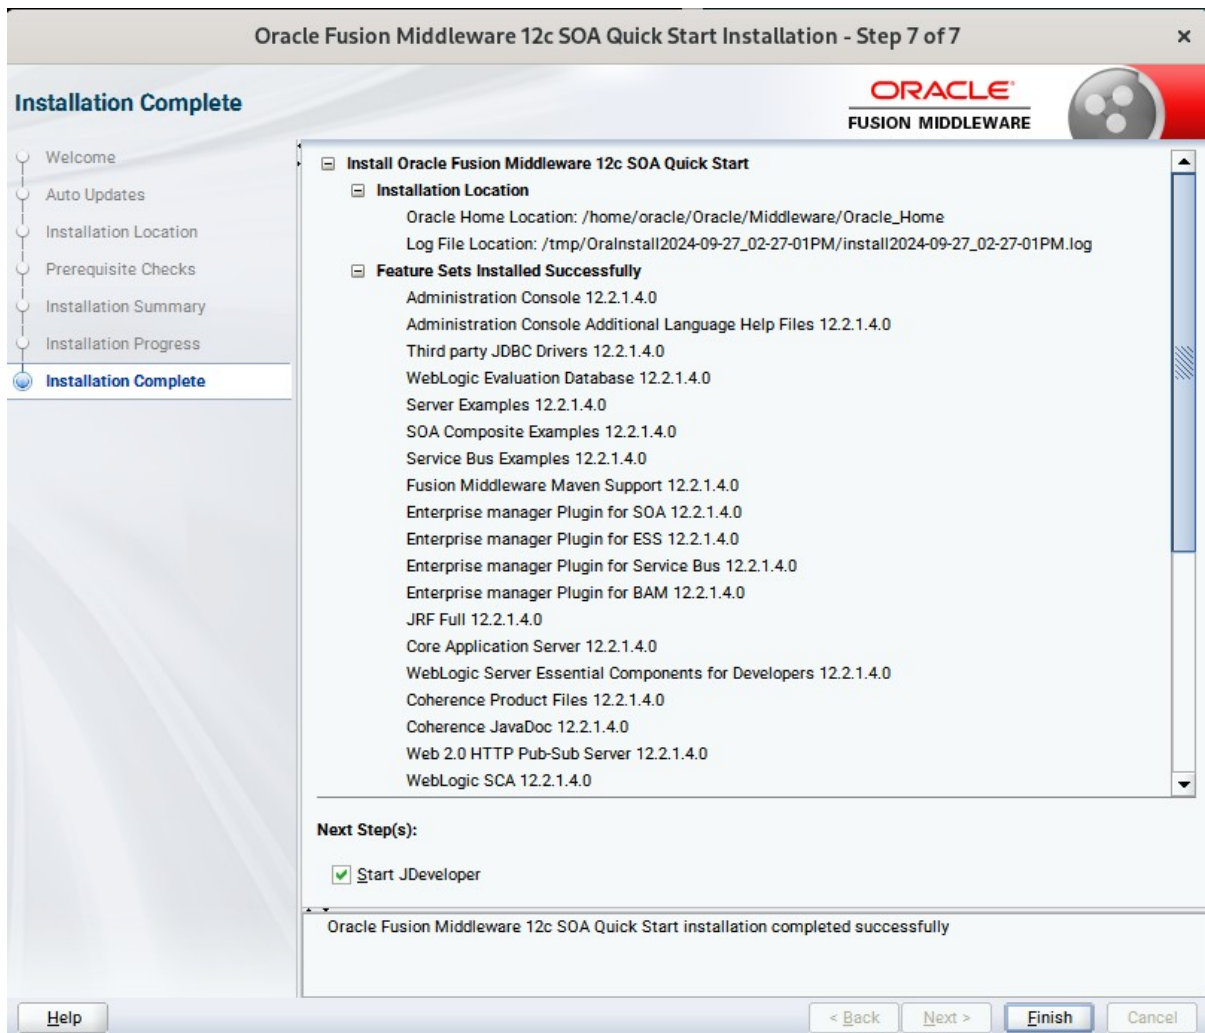 Oracle Fusion Middleware 12c SOA Quick Start Installation - Step 7 of 7
Installation Complete
ORACLE
FUSION MIDDLEWARE
Welcome
Auto Updates
Installation Location
Prerequisite Checks
Installation Summary
Installation Progress
Installation Complete
Install Oracle Fusion Middleware 12c SOA Quick Start
Installation Location
Oracle Home Location: /home/oracle/Oracle/Middleware/Oracle_Home
Log File Location: /tmp/OraInstall2024-09-27_02-27-01PM/install2024-09-27_02-27-01PM.log
Feature Sets Installed Successfully
Administration Console 12.2.1.4.0
Administration Console Additional Language Help Files 12.2.1.4.0
Third party JDBC Drivers 12.2.1.4.0
WebLogic Evaluation Database 12.2.1.4.0
Server Examples 12.2.1.4.0
SOA Composite Examples 12.2.1.4.0
Service Bus Examples 12.2.1.4.0
Fusion Middleware Maven Support 12.2.1.4.0
Enterprise manager Plugin for SOA 12.2.1.4.0
Enterprise manager Plugin for ESS 12.2.1.4.0
Enterprise manager Plugin for Service Bus 12.2.1.4.0
Enterprise manager Plugin for BAM 12.2.1.4.0
JRF Full 12.2.1.4.0
Core Application Server 12.2.1.4.0
WebLogic Server Essential Components for Developers 12.2.1.4.0
Coherence Product Files 12.2.1.4.0
Coherence JavaDoc 12.2.1.4.0
Web 2.0 HTTP Pub-Sub Server 12.2.1.4.0
WebLogic SCA 12.2.1.4.0
Next Step(s):
Start JDeveloper
Oracle Fusion Middleware 12c SOA Quick Start installation completed successfully
Help
< Back
Next >
Finish
Cancel